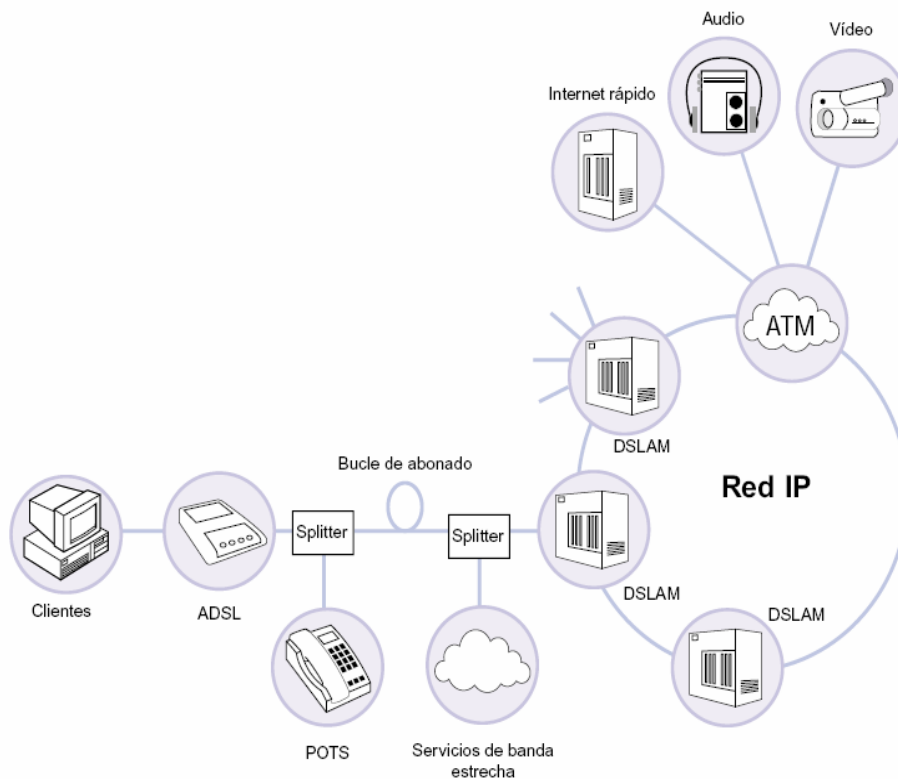 Audio
Vídeo
Internet rápido
ATM
DSLAM
Bucle de abonado
Red IP
Splitter
Splitter
Clientes
ADSL
DSLAM
DSLAM
POTS
Servicios de banda
estrecha